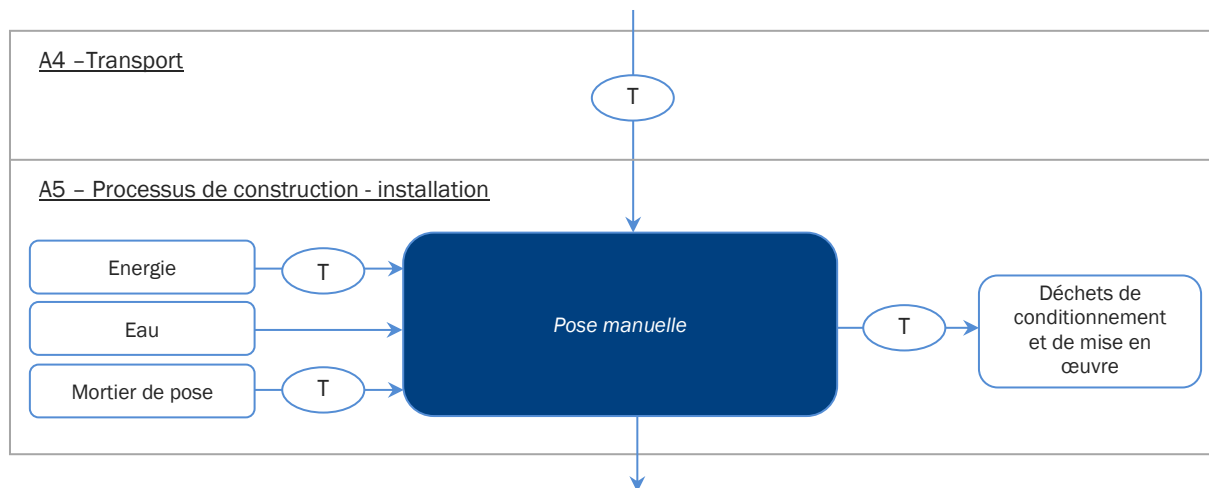 A4 –Transport
T
A5 – Processus de construction - installation
Energie
T
Eau
Mortier de pose
T
Pose manuelle
T
Déchets de
conditionnement
et de mise en
œuvre